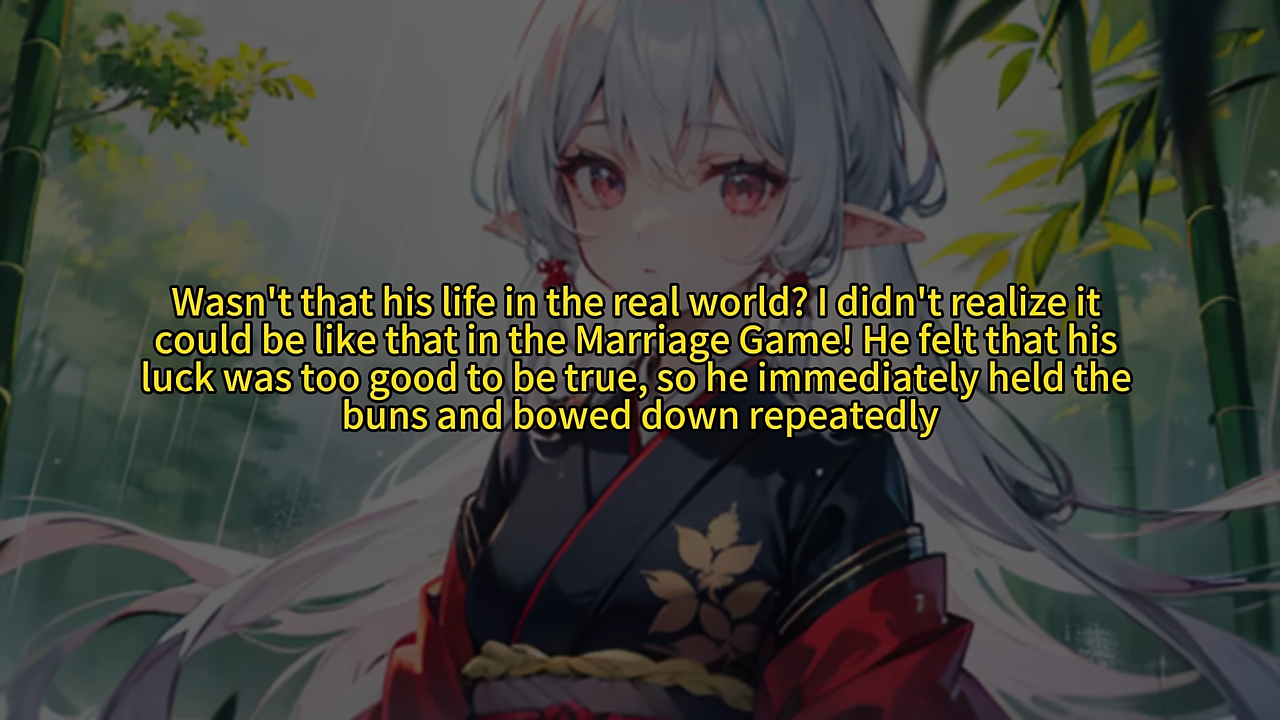 Wasn't that his life in the real world? I didn't realize it
could be like that in the Marriage Game! He felt that his
luck was too good to be true, so he immediately held the
buns and bowed down repeatedly